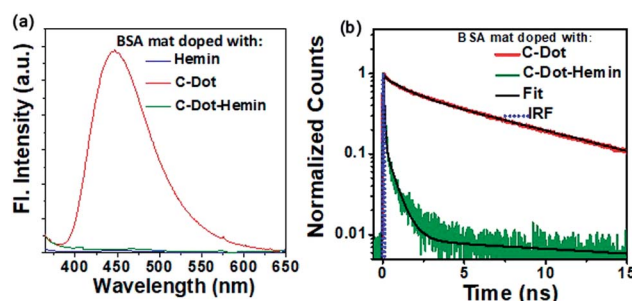 (a)
BSA mat doped with:
Hemin
C-Dot
C-Dot-Hemin
Fl. Intensity (a.u.)
400 450 500 550 600 650
Wavelength (nm)
(b)
BSA mat doped with:
C-Dot
C-Dot-Hemin
Fit
IRF
Normalized Counts
1
0.1
0.01
0 5 10 15
Time (ns)